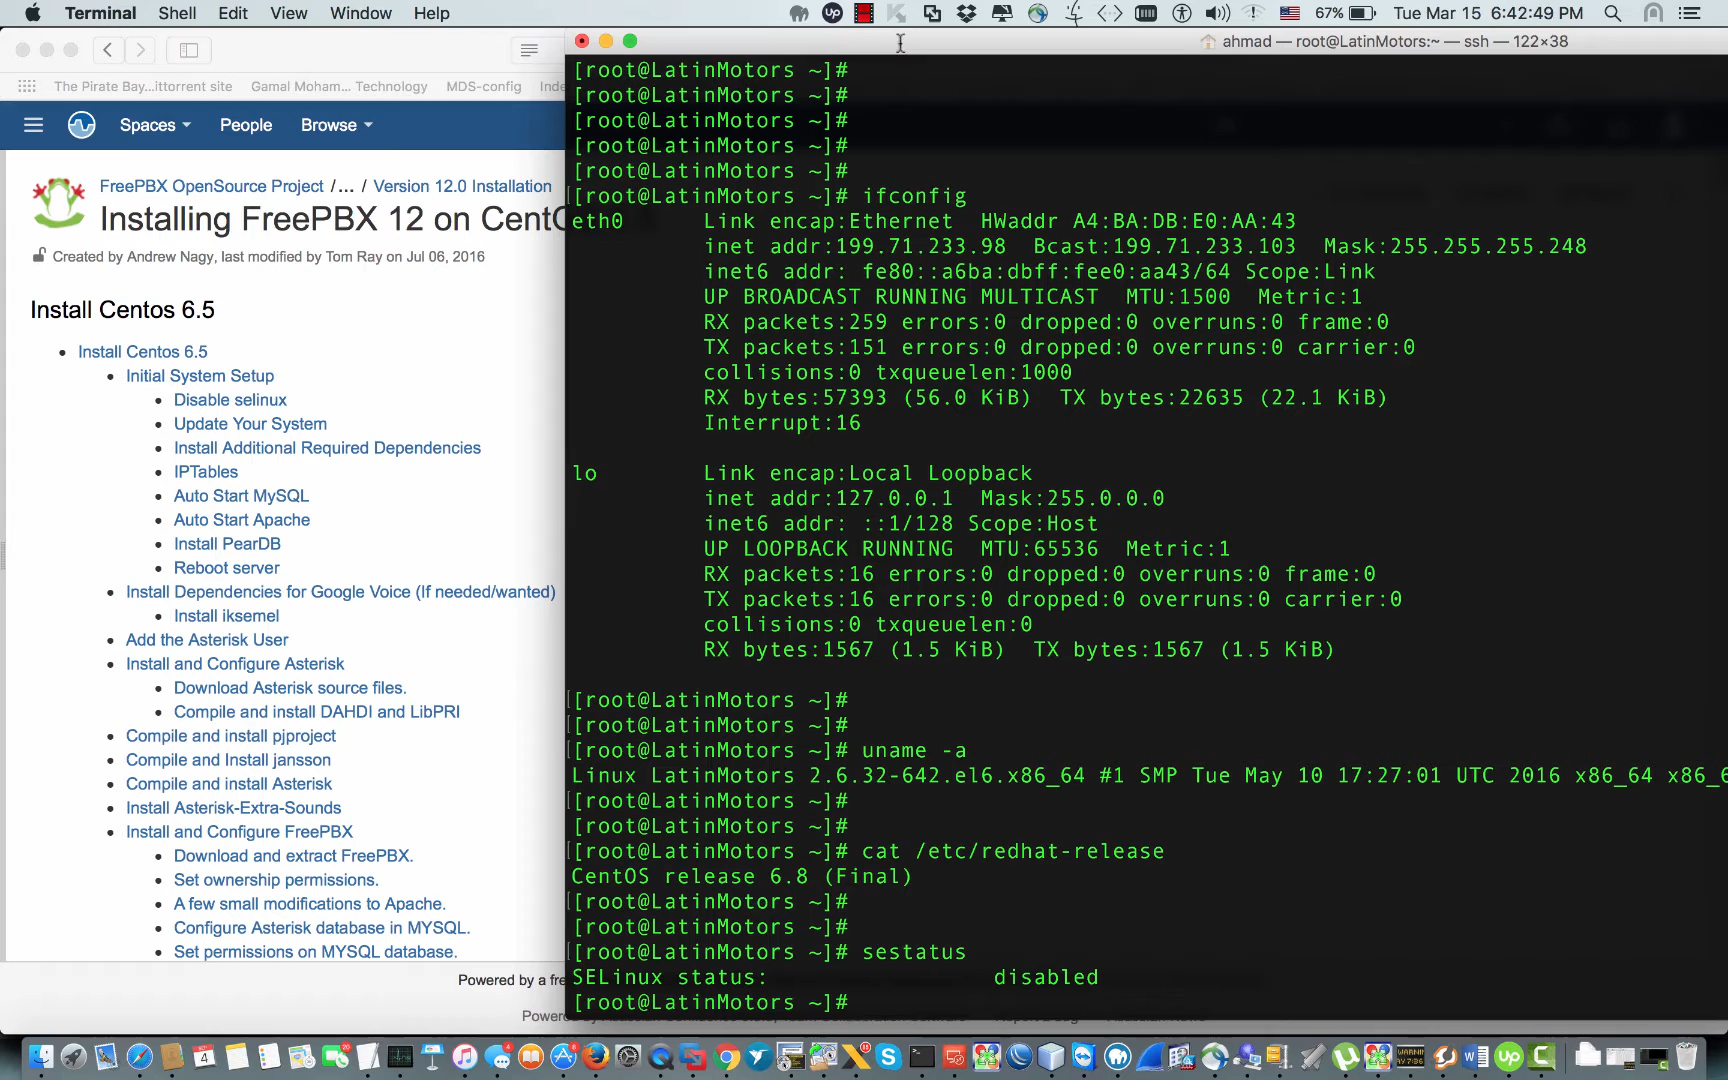 Terminal Shell Edit View Window Help
67% Tue Mar 15 6:42:49 PM
ahmad — root@LatinMotors:~ — ssh — 122×38
The Pirate Bay...ittorrent site Gamal Moham... Technology MDS-config Inde
Spaces People Browse
FreePBX OpenSource Project /... / Version 12.0 Installation
Installing FreePBX 12 on CentO
Created by Andrew Nagy, last modified by Tom Ray on Jul 06, 2016
Install Centos 6.5
Install Centos 6.5
Initial System Setup
Disable selinux
Update Your System
Install Additional Required Dependencies
IPTables
Auto Start MySQL
Auto Start Apache
Install PearDB
Reboot server
Install Dependencies for Google Voice (If needed/wanted)
Install iksemel
Add the Asterisk User
Install and Configure Asterisk
Download Asterisk source files.
Compile and install DAHDI and LibPRI
Compile and install pjproject
Compile and Install jansson
Compile and install Asterisk
Install Asterisk-Extra-Sounds
Install and Configure FreePBX
Download and extract FreePBX.
Set ownership permissions.
A few small modifications to Apache.
Configure Asterisk database in MYSQL.
Set permissions on MYSQL database.
Powered by a fre
[root@LatinMotors ~]#
[root@LatinMotors ~]#
[root@LatinMotors ~]#
[root@LatinMotors ~]#
[root@LatinMotors ~]#
[[root@LatinMotors ~]# ifconfig
eth0 Link encap:Ethernet HWaddr A4:BA:DB:E0:AA:43
inet addr:199.71.233.98 Bcast:199.71.233.103 Mask:255.255.255.248
inet6 addr: fe80::a6ba:dbff:fee0:aa43/64 Scope:Link
UP BROADCAST RUNNING MULTICAST MTU:1500 Metric:1
RX packets:259 errors:0 dropped:0 overruns:0 frame:0
TX packets:151 errors:0 dropped:0 overruns:0 carrier:0
collisions:0 txqueuelen:1000
RX bytes:57393 (56.0 KiB) TX bytes:22635 (22.1 KiB)
Interrupt:16
lo Link encap:Local Loopback
inet addr:127.0.0.1 Mask:255.0.0.0
inet6 addr: ::1/128 Scope:Host
UP LOOPBACK RUNNING MTU:65536 Metric:1
RX packets:16 errors:0 dropped:0 overruns:0 frame:0
TX packets:16 errors:0 dropped:0 overruns:0 carrier:0
collisions:0 txqueuelen:0
RX bytes:1567 (1.5 KiB) TX bytes:1567 (1.5 KiB)
[[root@LatinMotors ~]#
[[root@LatinMotors ~]#
[[root@LatinMotors ~]# uname -a
Linux LatinMotors 2.6.32-642.el6.x86_64 #1 SMP Tue May 10 17:27:01 UTC 2016 x86_64 x86_6
[[root@LatinMotors ~]#
[[root@LatinMotors ~]#
[[root@LatinMotors ~]# cat /etc/redhat-release
CentOS release 6.8 (Final)
[[root@LatinMotors ~]#
[[root@LatinMotors ~]#
[[root@LatinMotors ~]# sestatus
SELinux status: disabled
[root@LatinMotors ~]#